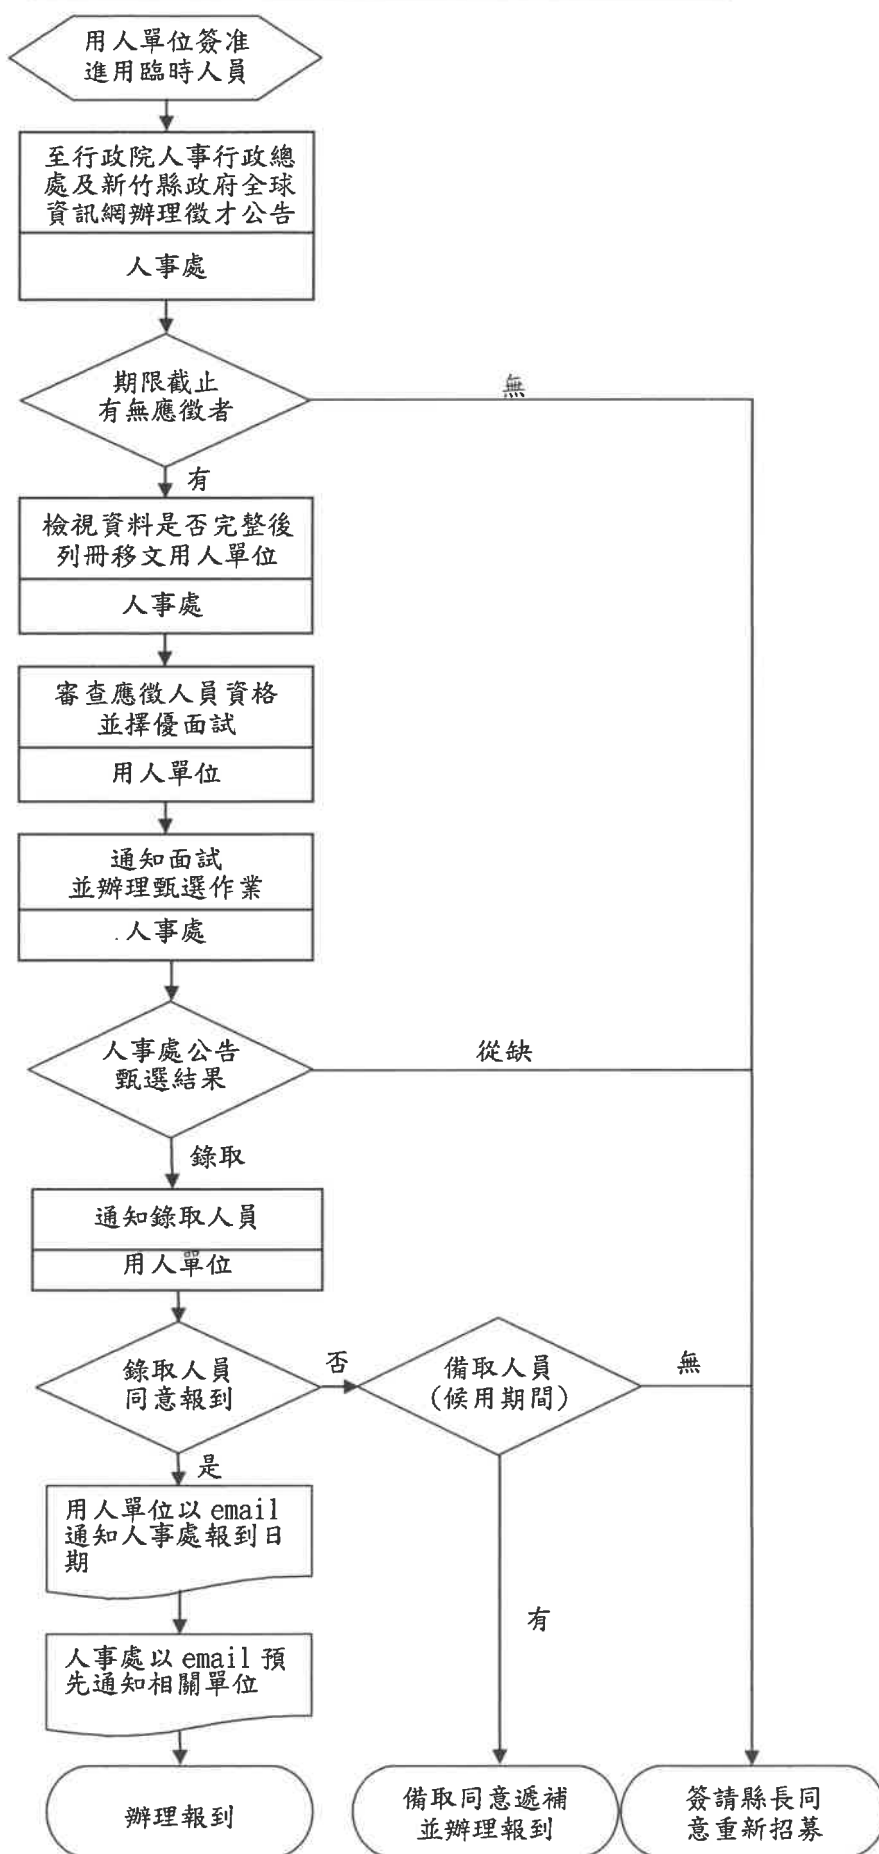 用人單位簽准
進用臨時人員
至行政院人事行政總
處及新竹縣政府全球
資訊網辦理徵才公告
人事處
期限截止
有無應徵者
無
有
檢視資料是否完整後
列冊移文用人單位
人事處
審查應徵人員資格
並擇優面試
用人單位
通知面試
並辦理甄選作業
.人事處
人事處公告
甄選結果
從缺
錄取
通知錄取人員
用人單位
錄取人員
同意報到
否
備取人員
(候用期間)
無
是
用人單位以 email
通知人事處報到日
期
有
人事處以 email 預
先通知相關單位
辦理報到
備取同意遞補
並辦理報到
簽請縣長同
意重新招募